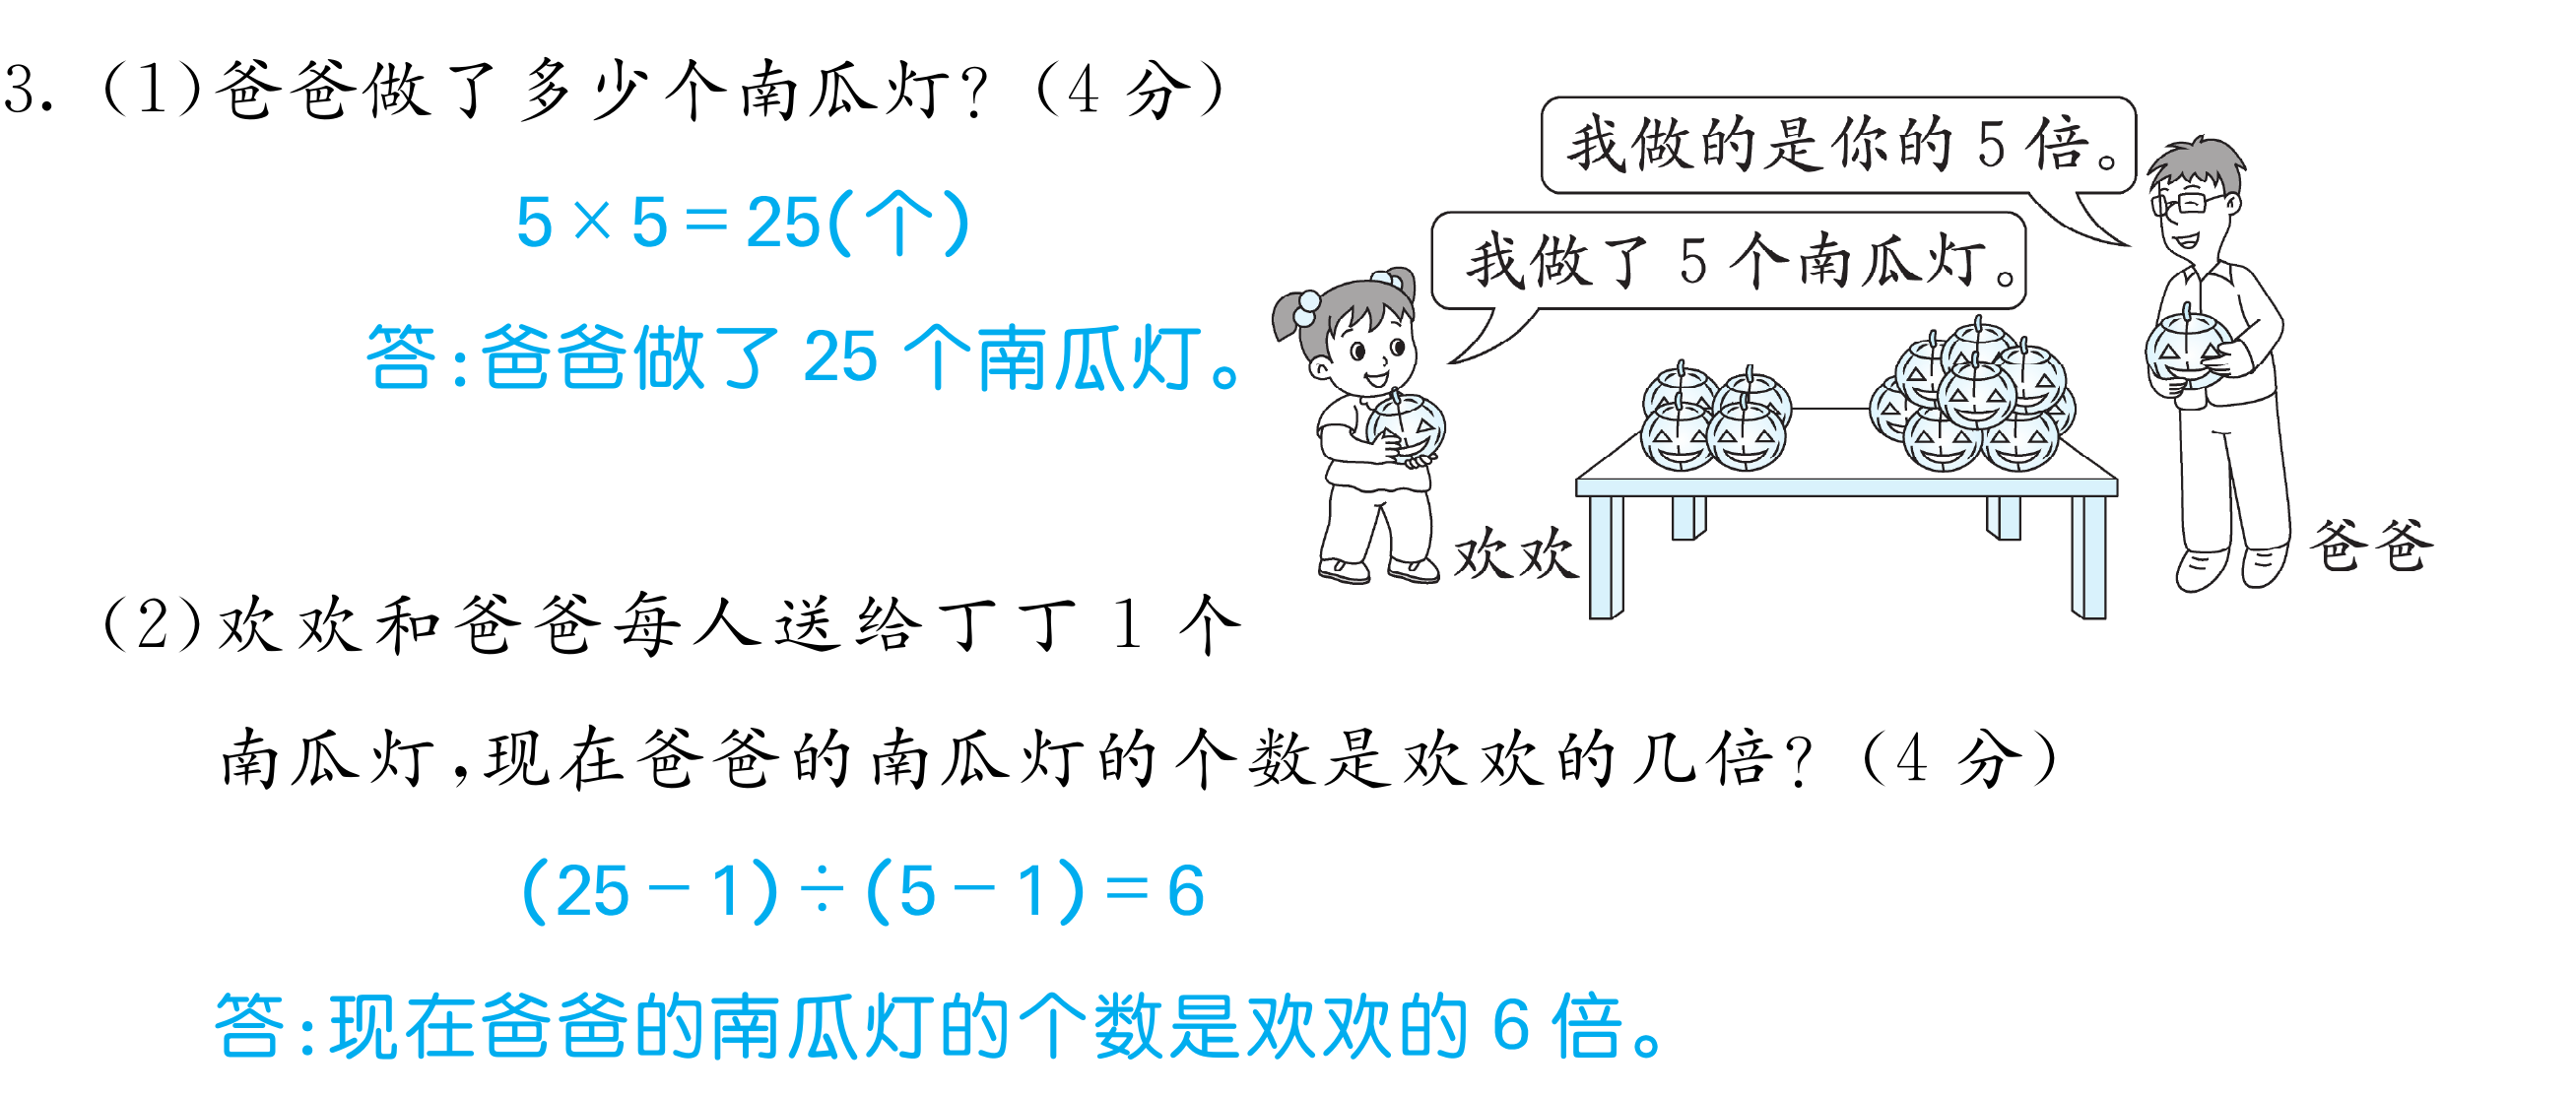 3.（1）爸爸做了多少个南瓜灯？（4 分）
5×5=25(个)
答:爸爸做了 25 个南瓜灯。
我做的是你的 5 倍。
我做了 5 个南瓜灯。
欢欢
爸爸
（2）欢欢和爸爸每人送给丁丁 1 个
南瓜灯,现在爸爸的南瓜灯的个数是欢欢的几倍？（4 分）
(25－1)÷(5－1)=6
答:现在爸爸的南瓜灯的个数是欢欢的 6 倍。